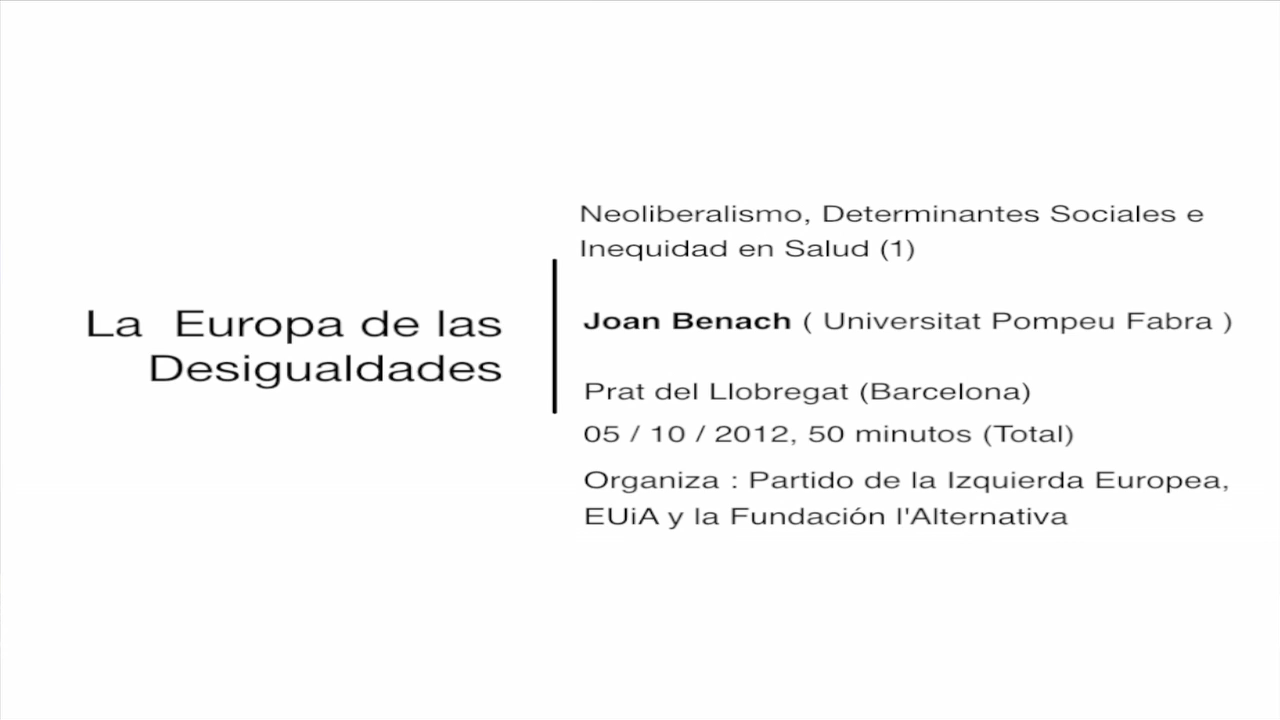 La Europa de las
Desigualdades
Neoliberalismo, Determinantes Sociales e
Inequidad en Salud (1)
Joan Benach ( Universitat Pompeu Fabra )
Prat del Llobregat (Barcelona)
05 / 10 / 2012, 50 minutos (Total)
Organiza : Partido de la Izquierda Europea,
EUiA y la Fundación l'Alternativa